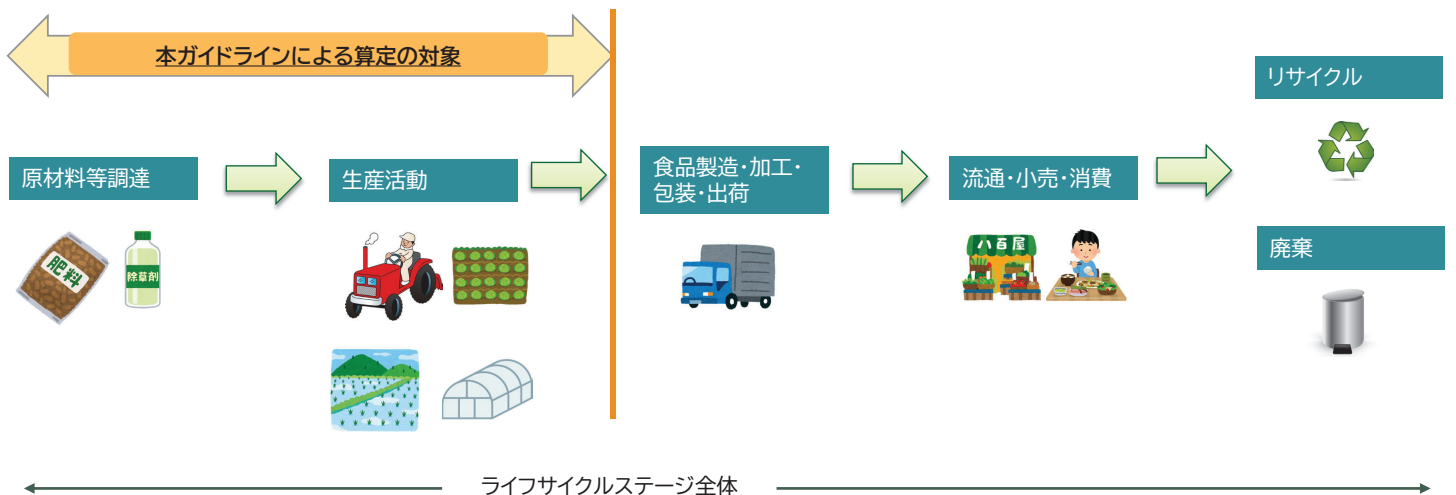 本ガイドラインによる算定の対象
リサイクル
原材料等調達
生産活動
食品製造・加工・
包装・出荷
流通・小売・消費
肥料
除草剤
八百屋
廃棄
ライフサイクルステージ全体